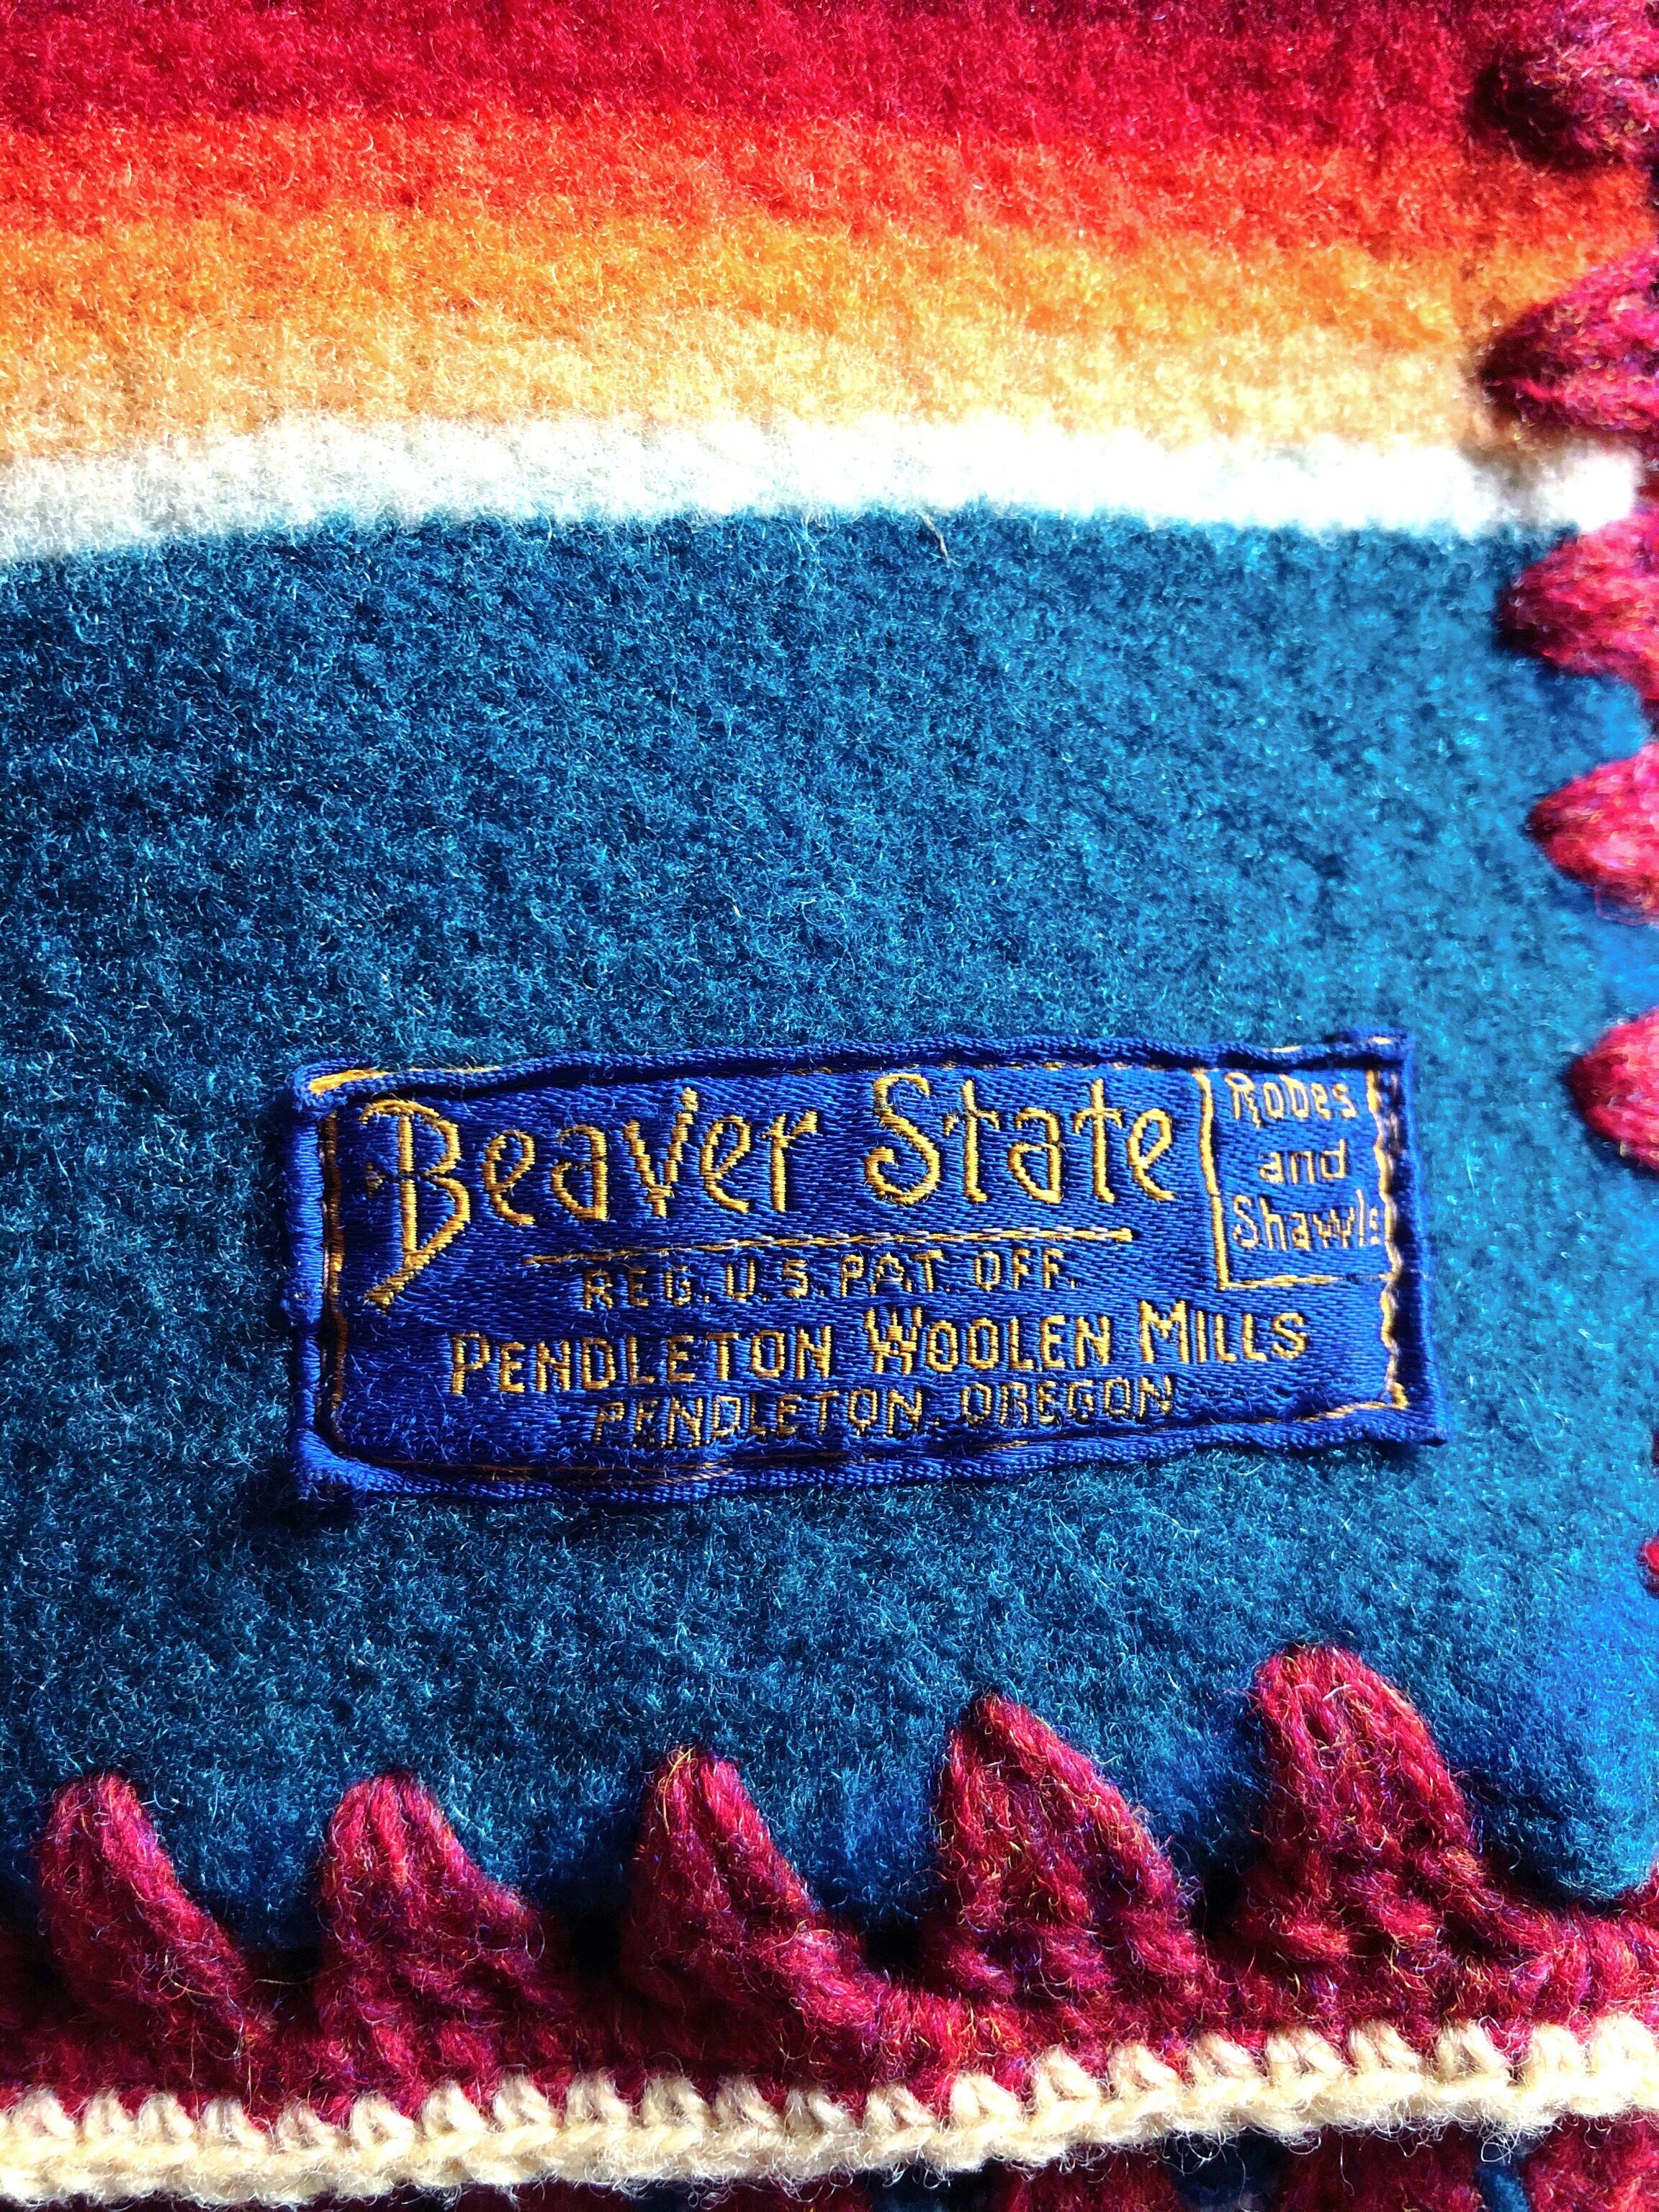 Beaver State
Robes
and
Shawls
REG. U.S. PAT. OFF.
PENDLETON WOOLEN MILLS
PENDLETON, OREGON